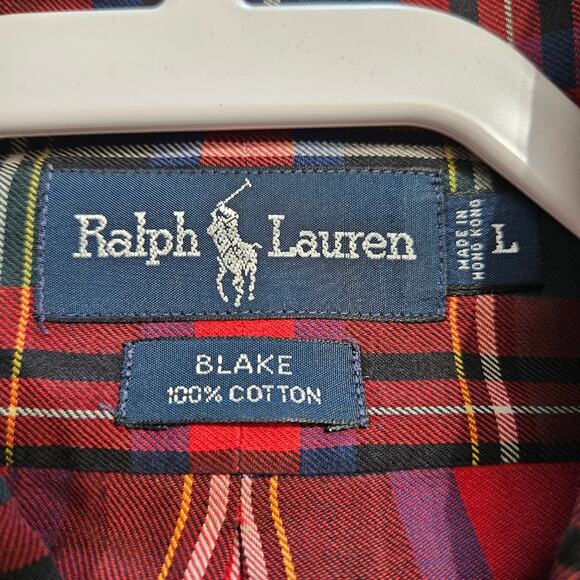 Ralph Lauren
MADE IN
HONG KONG
L
BLAKE
100% COTTON